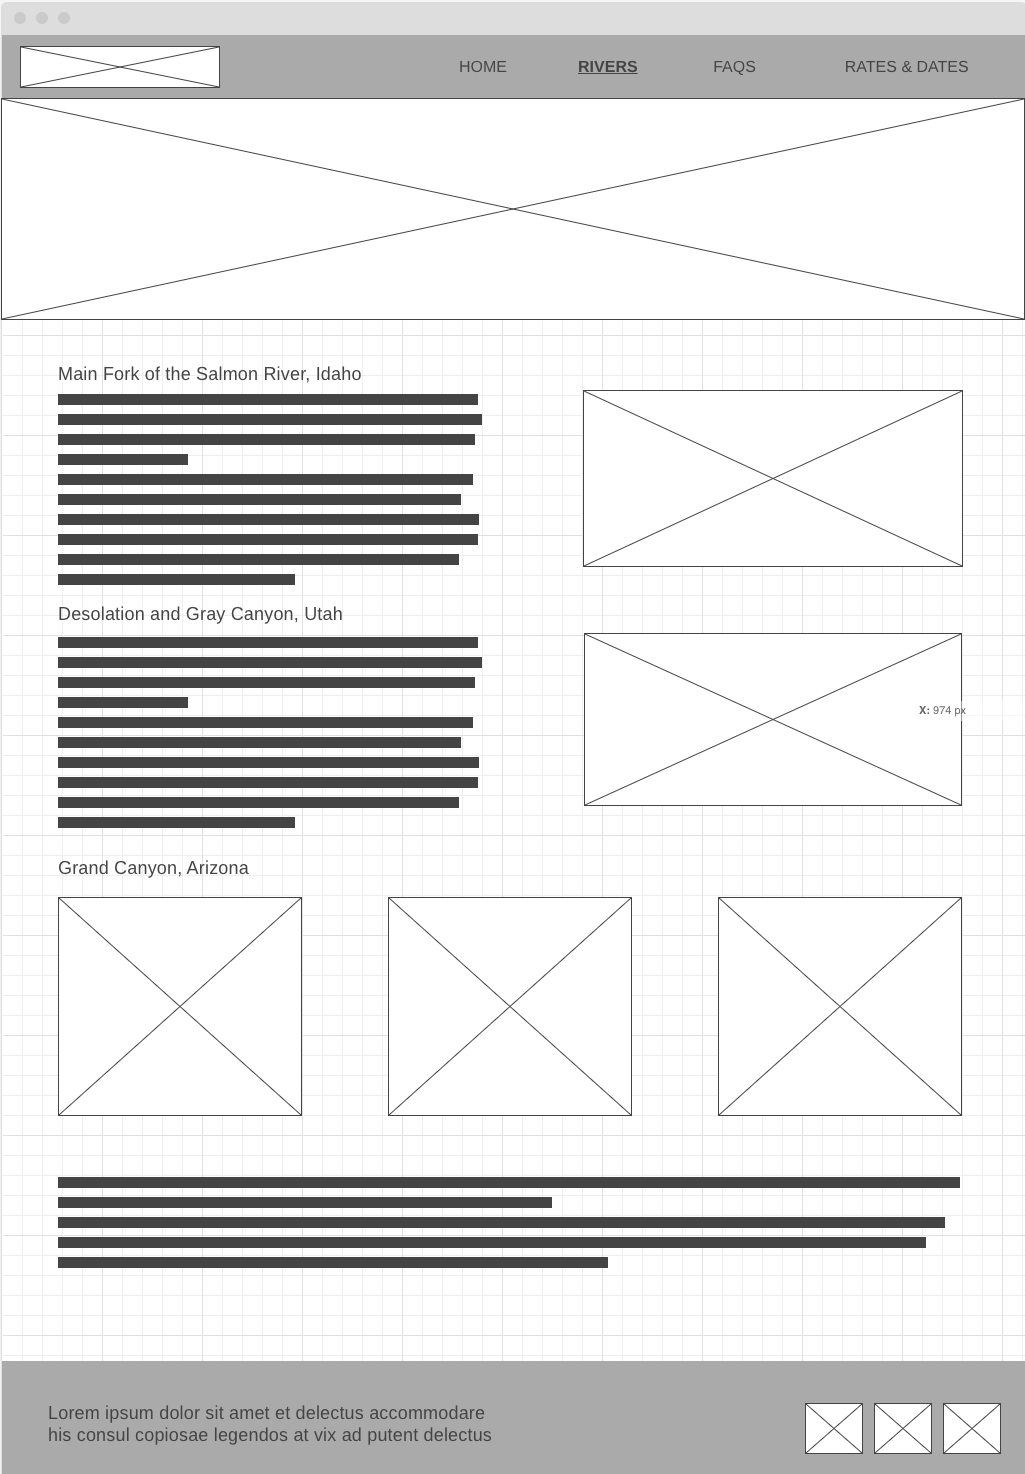 HOME RIVERS FAQS RATES & DATES
Main Fork of the Salmon River, Idaho
Desolation and Gray Canyon, Utah
X: 974 px
Grand Canyon, Arizona
Lorem ipsum dolor sit amet et delectus accommodare
his consul copiosae legendos at vix ad putent delectus